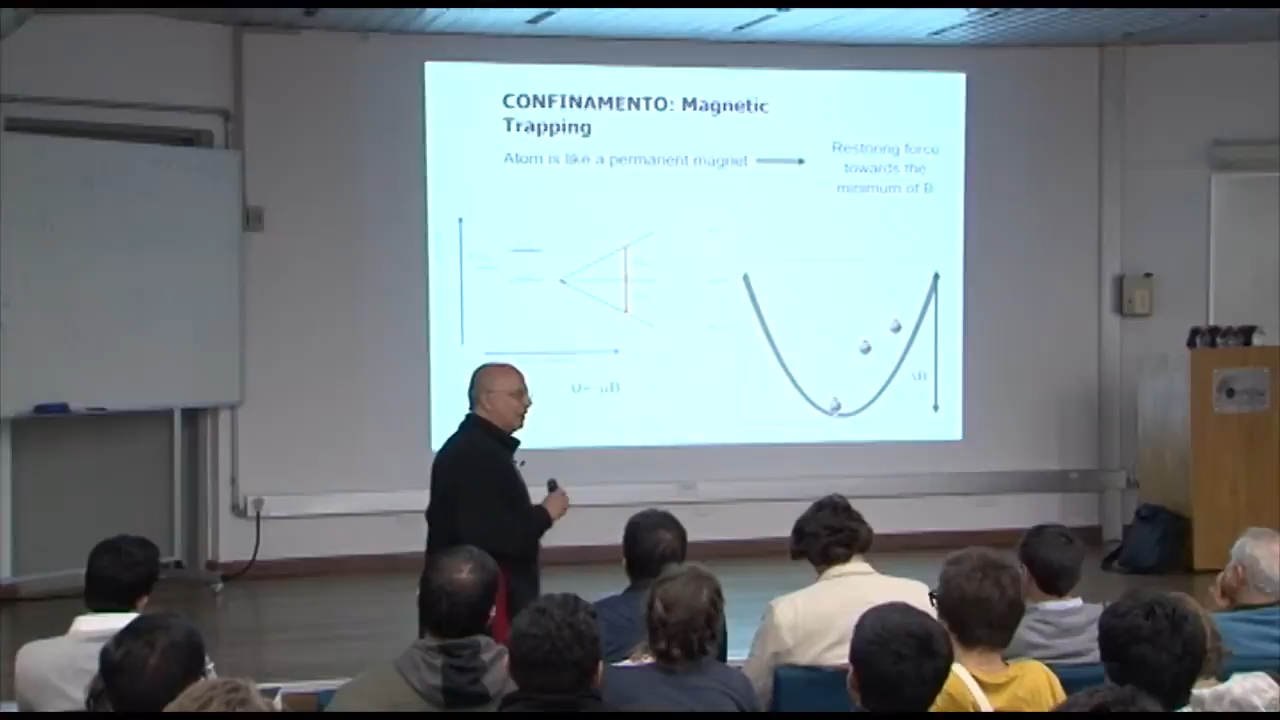 CONFINAMENTO: Magnetic
Trapping
Atom is like a permanent magnet
Restoring force
towards the
minimum of B